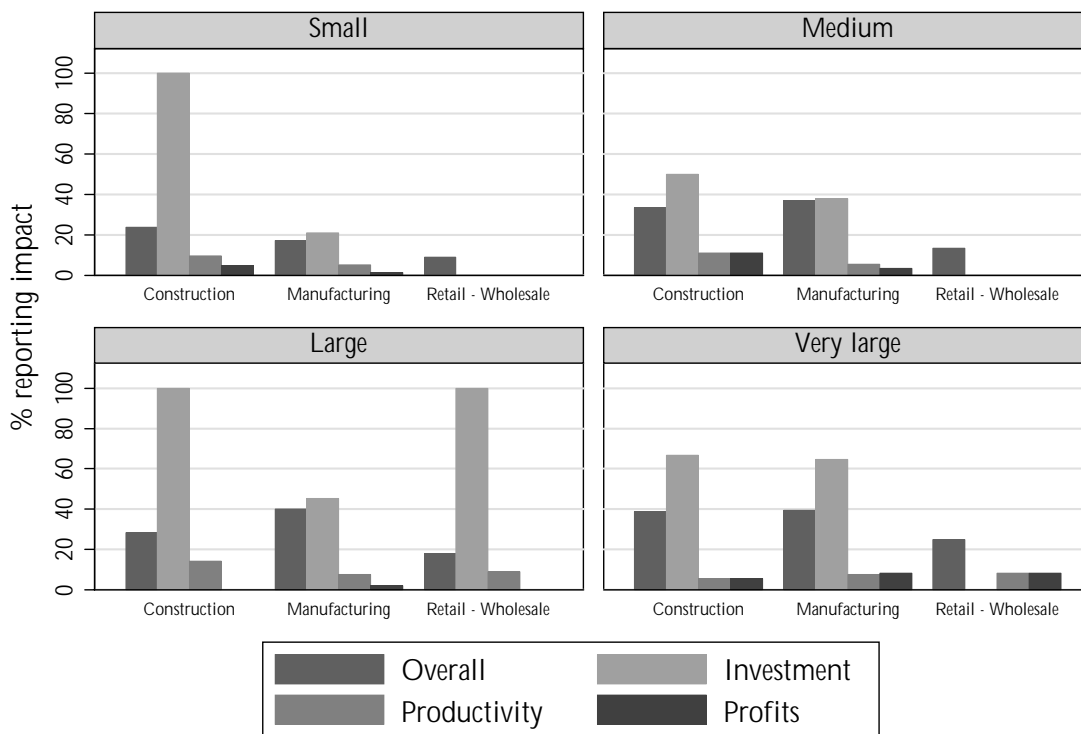 % reporting impact
Small
100
80
60
40
20
0
Construction Manufacturing Retail - Wholesale
Medium
Construction Manufacturing Retail - Wholesale
Large
100
80
60
40
20
0
Construction Manufacturing Retail - Wholesale
Very large
Construction Manufacturing Retail - Wholesale
Overall Investment
Productivity Profits